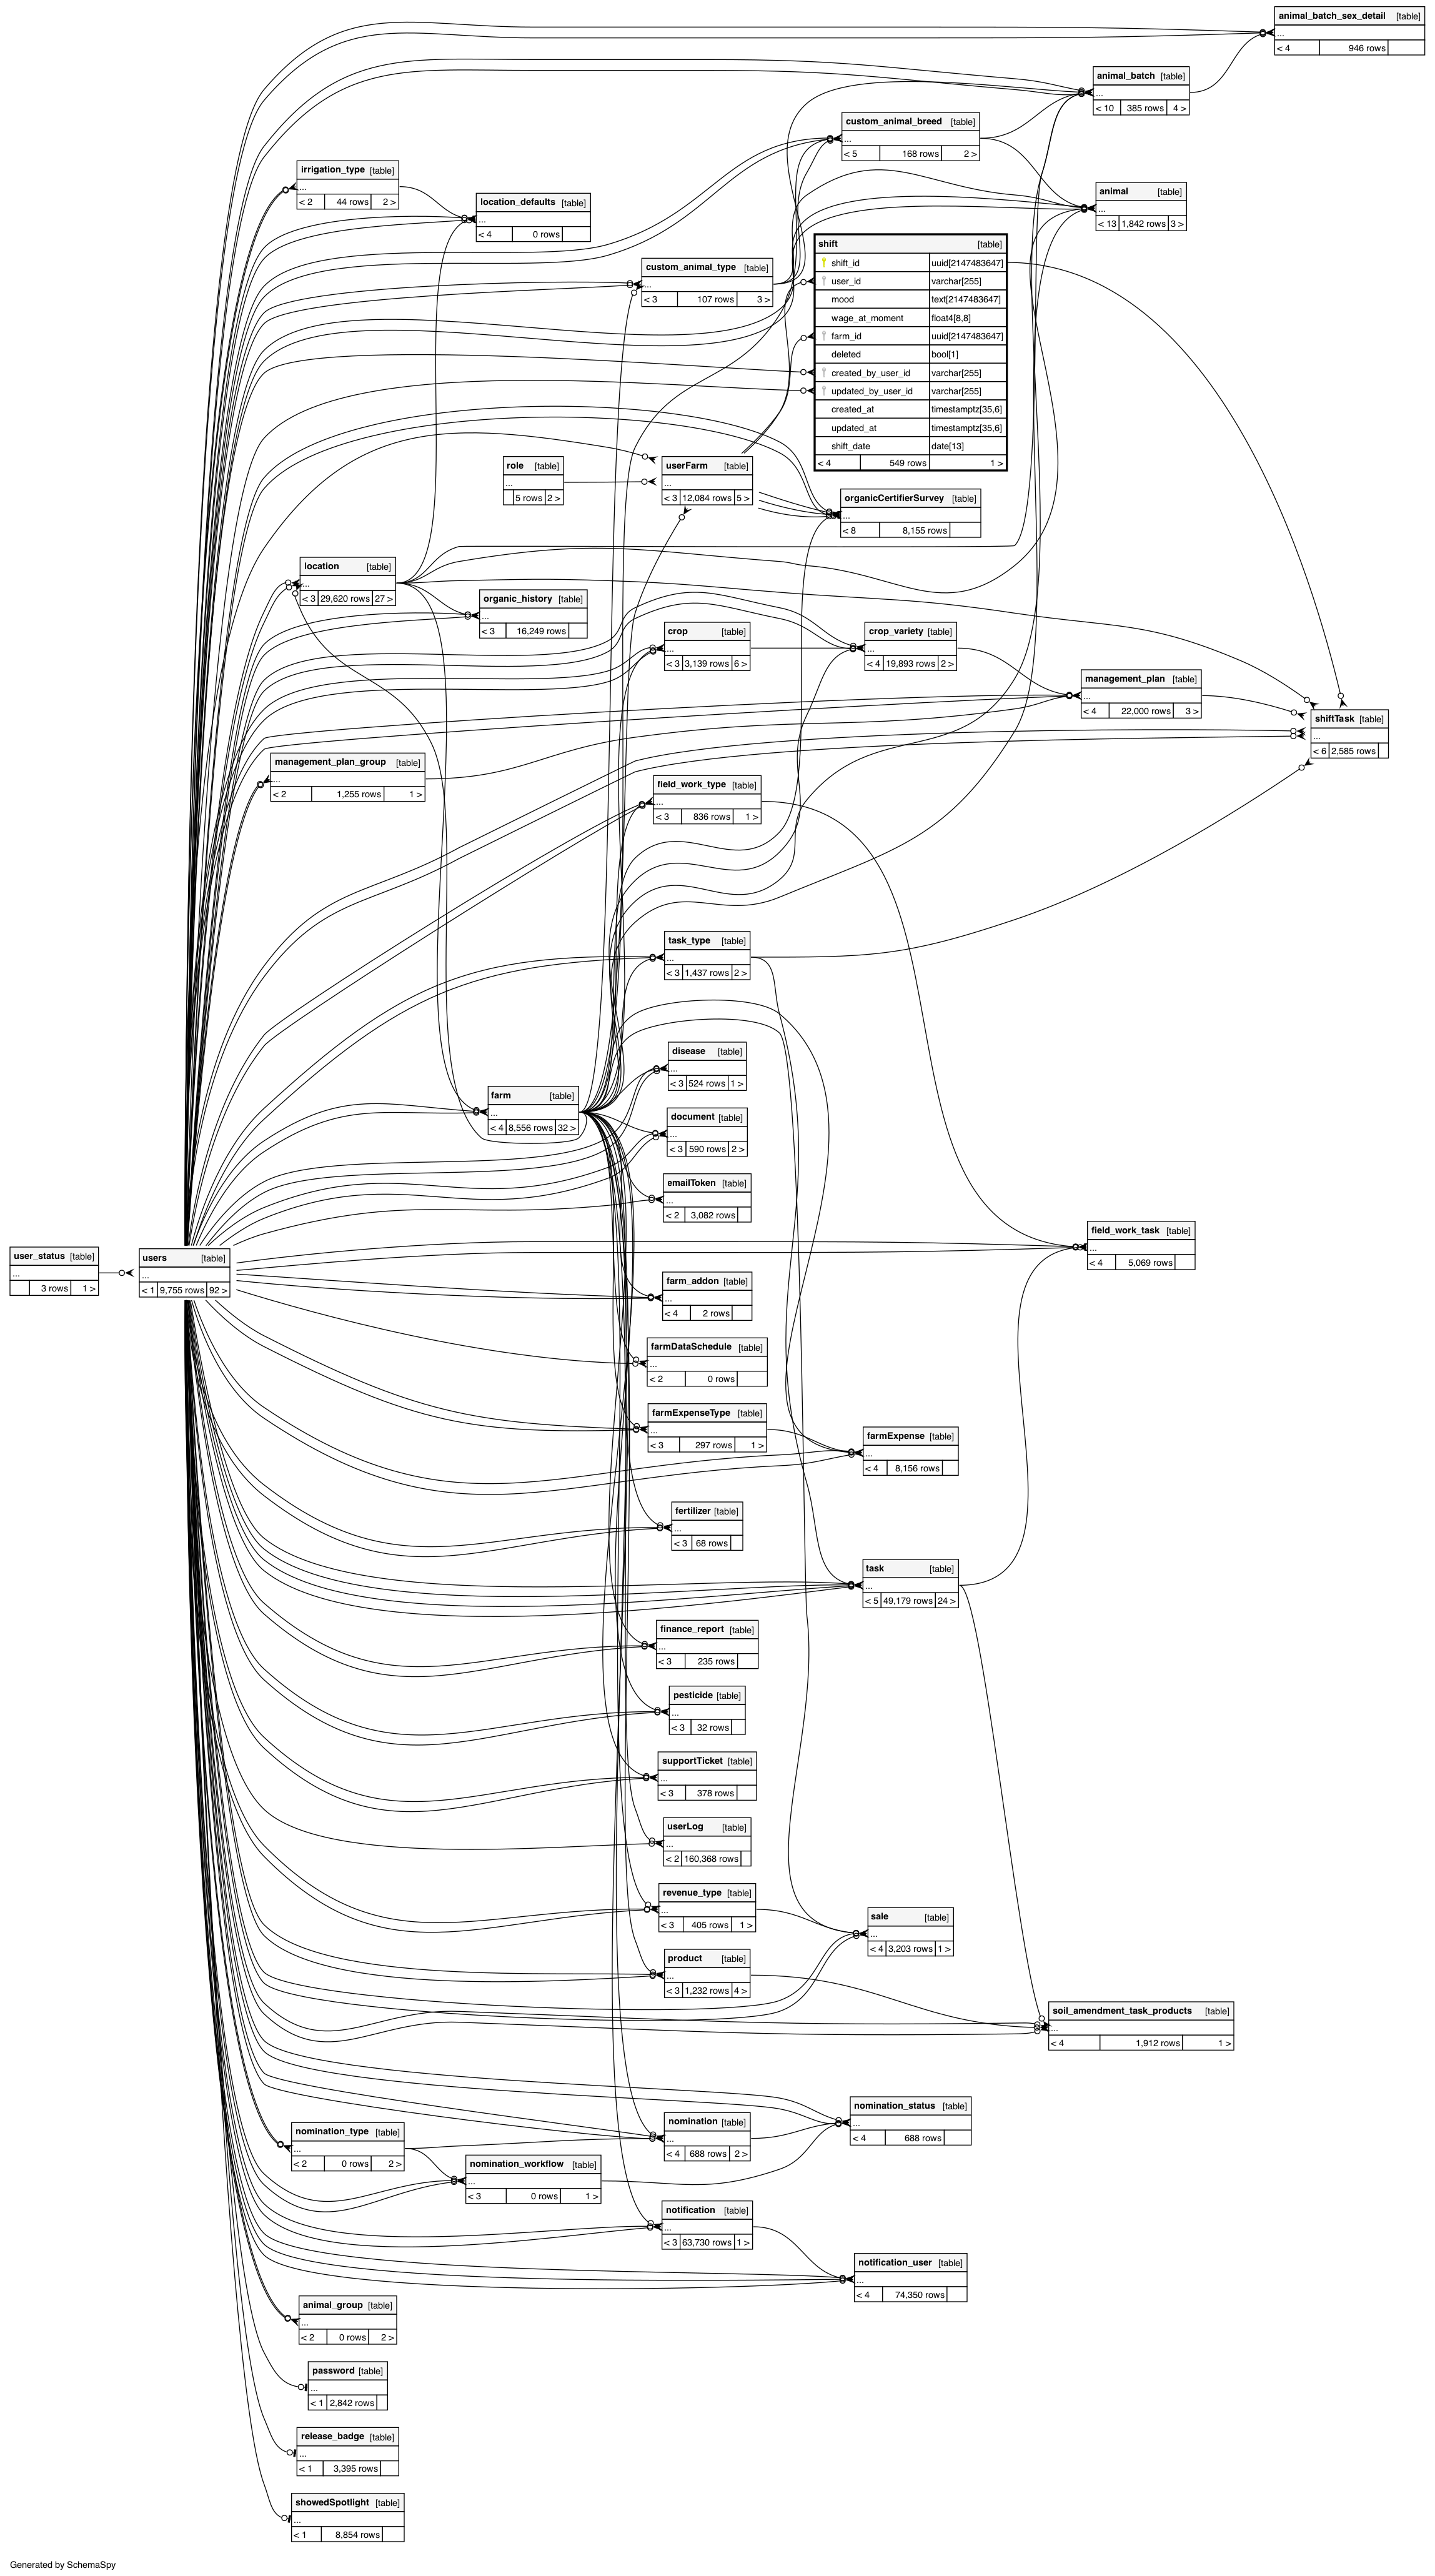 animal_batch_sex_detail [table]
...
< 4 946 rows
animal_batch [table]
...
< 10 385 rows 4 >
custom_animal_breed [table]
...
< 5 168 rows 2 >
irrigation_type [table]
...
< 2 44 rows 2 >
animal [table]
...
< 13 1,842 rows 3 >
location_defaults [table]
...
< 4 0 rows
shift [table]
shift_id uuid[2147483647]
user_id varchar[255]
mood text[2147483647]
wage_at_moment float4[8,8]
farm_id uuid[2147483647]
deleted bool[1]
created_by_user_id varchar[255]
updated_by_user_id varchar[255]
created_at timestamptz[35,6]
updated_at timestamptz[35,6]
shift_date date[13]
< 4 549 rows 1 >
custom_animal_type [table]
...
< 3 107 rows 3 >
role [table]
...
5 rows 2 >
userFarm [table]
...
< 3 12,084 rows 5 >
organicCertifierSurvey [table]
...
< 8 8,155 rows
location [table]
...
< 3 29,620 rows 27 >
organic_history [table]
...
< 3 16,249 rows
crop [table]
...
< 3 3,139 rows 6 >
crop_variety [table]
...
< 4 19,893 rows 2 >
management_plan [table]
...
< 4 22,000 rows 3 >
shiftTask [table]
...
< 6 2,585 rows
management_plan_group [table]
...
< 2 1,255 rows 1 >
field_work_type [table]
...
< 3 836 rows 1 >
task_type [table]
...
< 3 1,437 rows 2 >
disease [table]
...
< 3 524 rows 1 >
farm [table]
...
< 4 8,556 rows 32 >
document [table]
...
< 3 590 rows 2 >
emailToken [table]
...
< 2 3,082 rows
field_work_task [table]
...
< 4 5,069 rows
user_status [table]
...
3 rows 1 >
users [table]
...
< 1 9,755 rows 92 >
farm_addon [table]
...
< 4 2 rows
farmDataSchedule [table]
...
< 2 0 rows
farmExpenseType [table]
...
< 3 297 rows 1 >
farmExpense [table]
...
< 4 8,156 rows
fertilizer [table]
...
< 3 68 rows
task [table]
...
< 5 49,179 rows 24 >
finance_report [table]
...
< 3 235 rows
pesticide [table]
...
< 3 32 rows
supportTicket [table]
...
< 3 378 rows
userLog [table]
...
< 2 160,368 rows
revenue_type [table]
...
< 3 405 rows 1 >
sale [table]
...
< 4 3,203 rows 1 >
product [table]
...
< 3 1,232 rows 4 >
soil_amendment_task_products [table]
...
< 4 1,912 rows 1 >
nomination_status [table]
...
< 4 688 rows
nomination [table]
...
< 4 688 rows 2 >
nomination_type [table]
...
< 2 0 rows 2 >
nomination_workflow [table]
...
< 3 0 rows 1 >
notification [table]
...
< 3 63,730 rows 1 >
notification_user [table]
...
< 4 74,350 rows
animal_group [table]
...
< 2 0 rows 2 >
password [table]
...
< 1 2,842 rows
release_badge [table]
...
< 1 3,395 rows
showedSpotlight [table]
...
< 1 8,854 rows
Generated by SchemaSpy